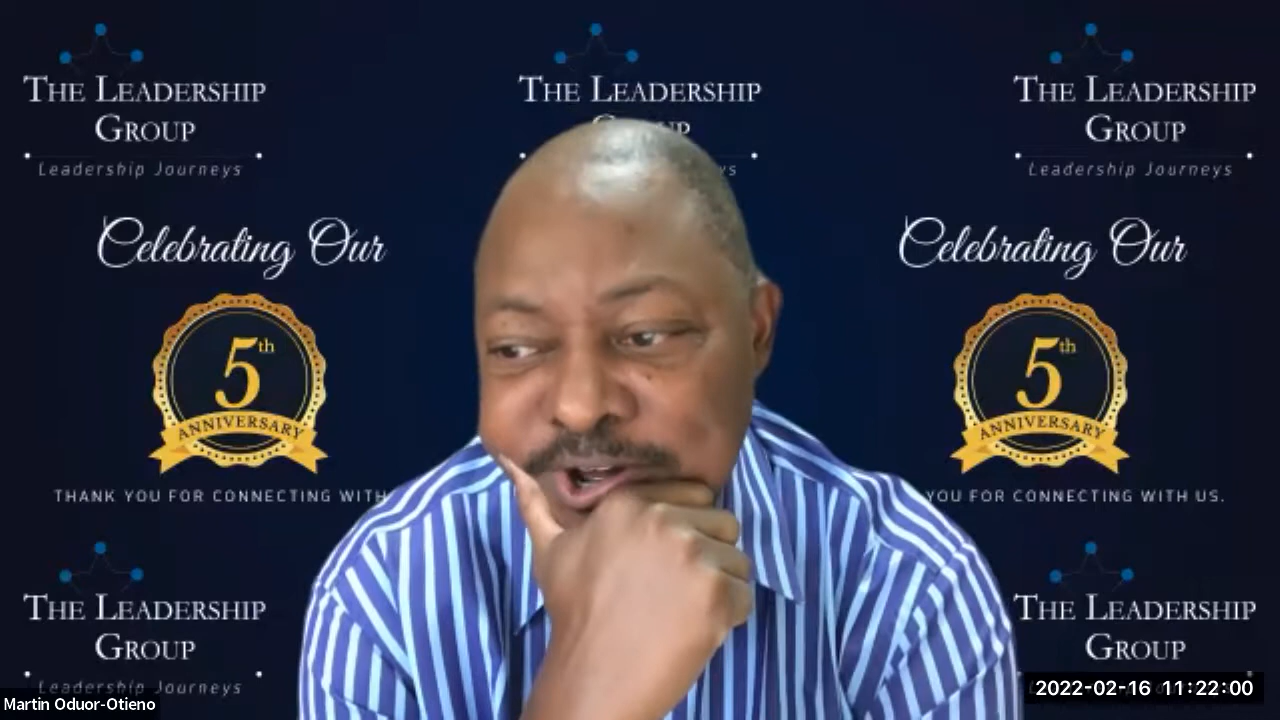 THE LEADERSHIP
GROUP
Leadership Journeys
THE LEADERSHIP
THE LEADERSHIP
GROUP
Leadership Journeys
Celebrating Our
5th
ANNIVERSARY
THANK YOU FOR CONNECTING WITH
Celebrating Our
5th
ANNIVERSARY
YOU FOR CONNECTING WITH US.
THE LEADERSHIP
GROUP
Leadership Journeys
THE LEADERSHIP
GROUP
Martin Oduor-Otieno
2022-02-16 11:22:00